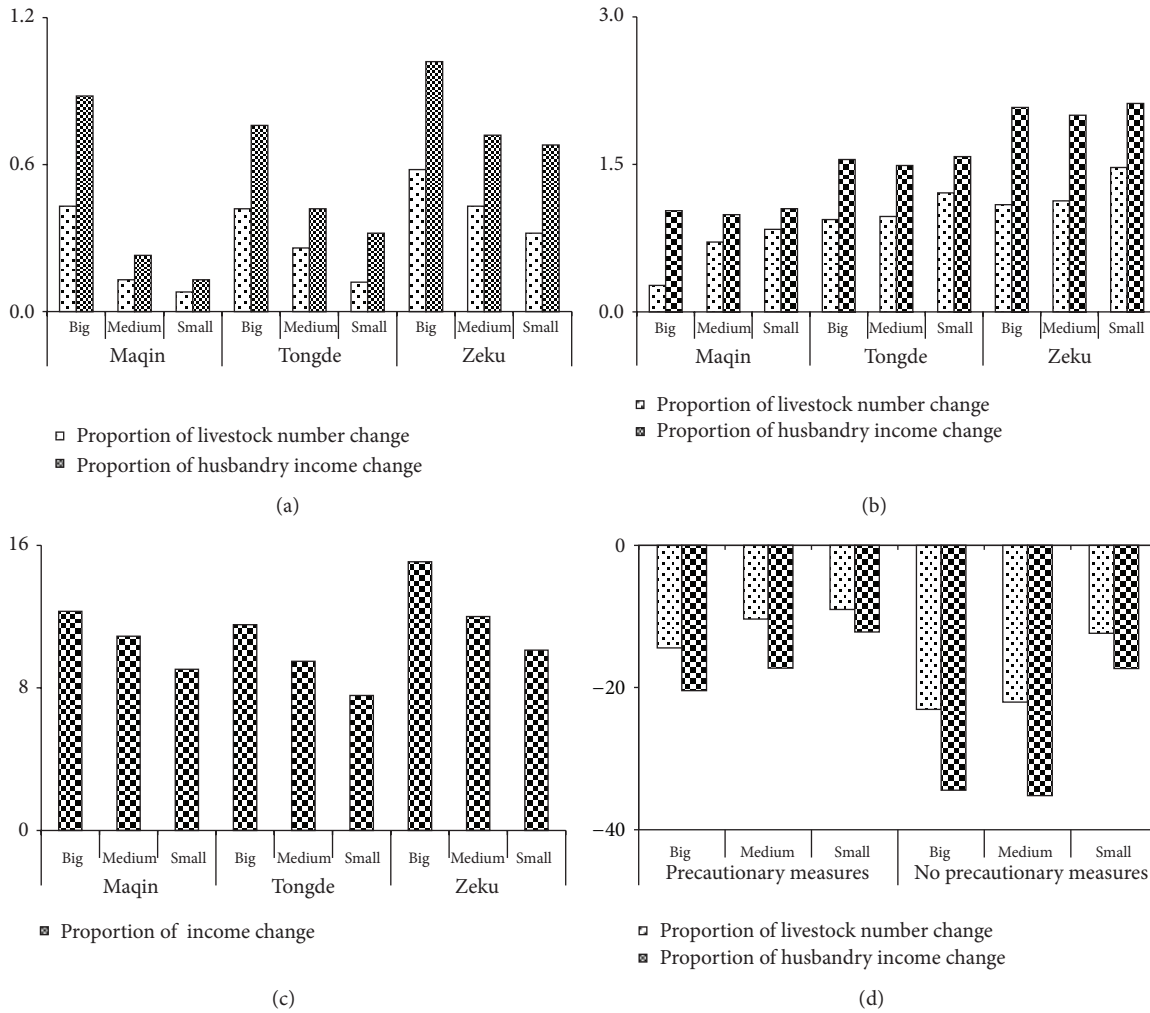 1.2
0.6
0.0
Big Medium Small Big Medium Small Big Medium Small
Maqin Tongde Zeku
Proportion of livestock number change
Proportion of husbandry income change
(a)
3.0
1.5
0.0
Big Medium Small Big Medium Small Big Medium Small
Maqin Tongde Zeku
Proportion of livestock number change
Proportion of husbandry income change
(b)
16
8
0
Big Medium Small Big Medium Small Big Medium Small
Maqin Tongde Zeku
Proportion of income change
(c)
0
−20
−40
Big Medium Small Big Medium Small
Precautionary measures No precautionary measures
Proportion of livestock number change
Proportion of husbandry income change
(d)